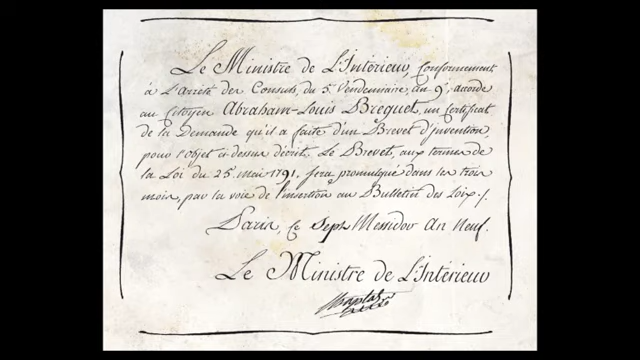 Le Ministre de L'Intérieur, Conformément
à L'arrêté des Consuls, du 5. Vendemiaire, an 9, accorde
au Citoyen Abraham-Louis Breguet, un Certificat
de la Demande qu'il a faite d'un Brevet d'Invention,
pour l'objet ci dessus décrit. Le Brevet, aux termes de
la Loi du 25. mai 1791, sera promulgué dans les trois
mois, par la voie de l'insertion au Bulletin des Loix./.
Paris, Ce Sept Messidor An Neuf.
Le Ministre de L'Intérieur